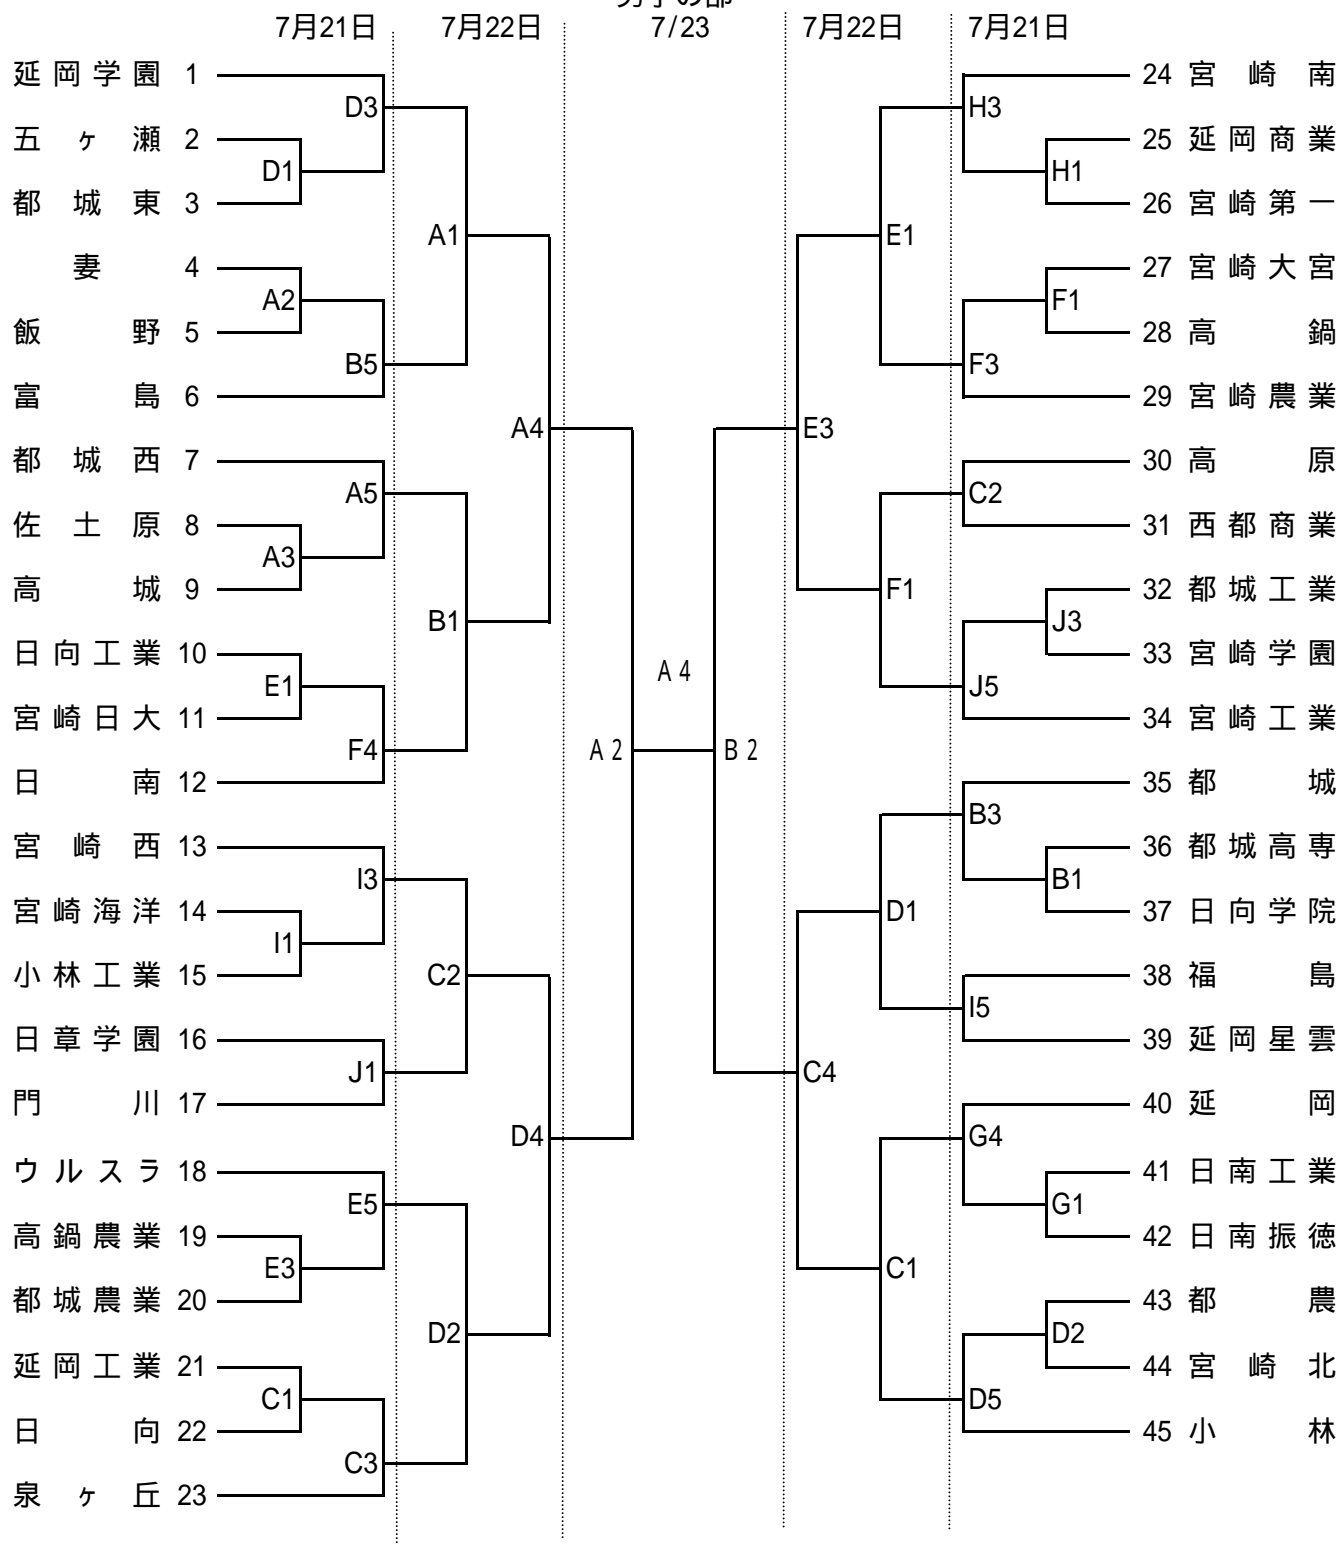 男子の部
7月21日 7月22日 7/23 7月22日 7月21日
延岡学園 1
D3
五ヶ瀬 2
D1
都城東 3
A1
妻 4
A2
飯野 5
B5
富島 6
A4
都城西 7
A5
佐土原 8
A3
高城 9
B1
日向工業 10
E1
宮崎日大 11
F4
日南 12
宮崎西 13
I3
宮崎海洋 14
I1
小林工業 15
C2
日章学園 16
J1
門川 17
D4
ウルスラ 18
E5
高鍋農業 19
E3
都城農業 20
D2
延岡工業 21
C1
日向 22
C3
泉ヶ丘 23
A4
A2 B2
24 宮崎南
H3
25 延岡商業
H1
26 宮崎第一
E1
27 宮崎大宮
F1
28 高鍋
F3
29 宮崎農業
E3
30 高原
C2
31 西都商業
F1
32 都城工業
J3
33 宮崎学園
J5
34 宮崎工業
35 都城
B3
36 都城高専
B1
37 日向学院
D1
38 福島
I5
39 延岡星雲
C4
40 延岡
G4
41 日南工業
G1
42 日南振徳
C1
43 都農
D2
44 宮崎北
D5
45 小林